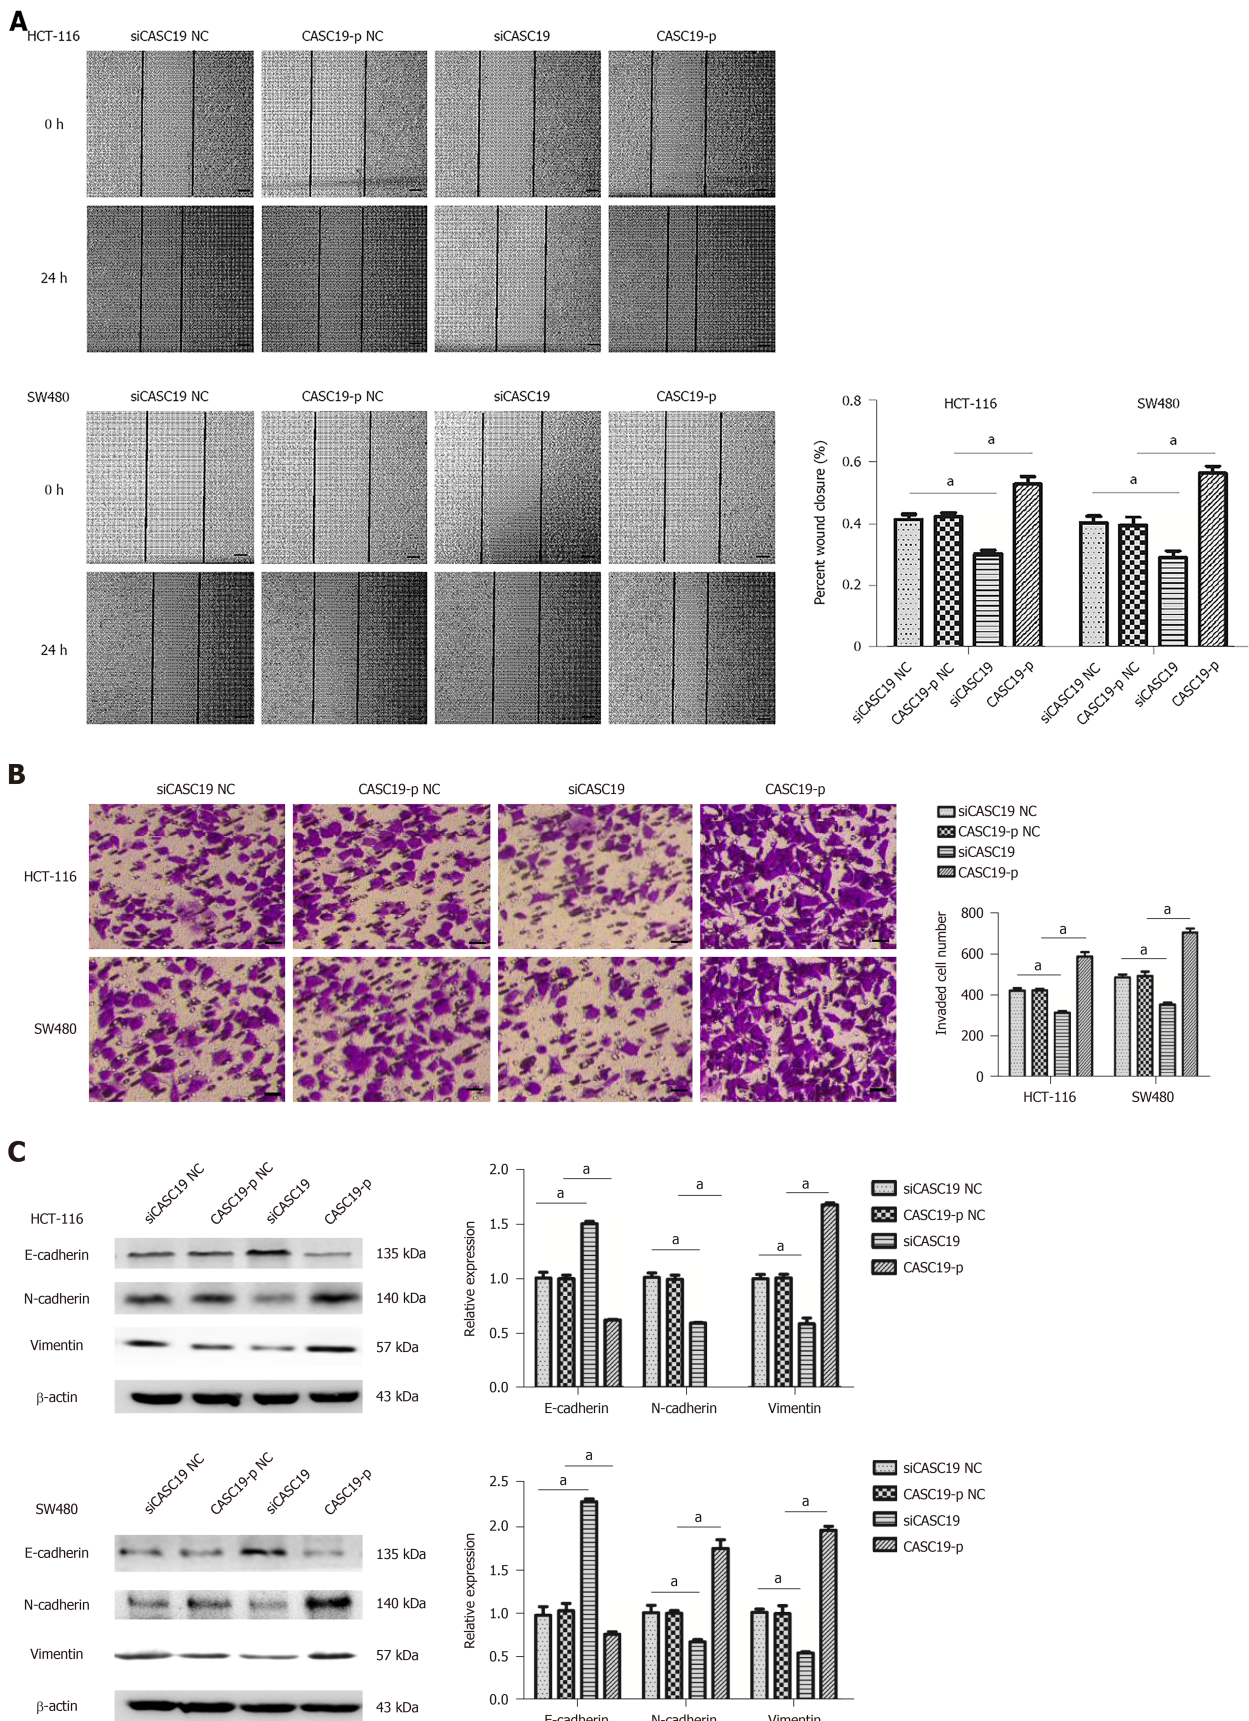 A
HCT-116
siCASC19 NC
CASC19-p NC
siCASC19
CASC19-p
0 h
24 h
SW480
siCASC19 NC
CASC19-p NC
siCASC19
CASC19-p
0 h
24 h
Percent wound closure (%)
0.8
0.6
0.4
0.2
0
HCT-116
SW480
a
a
a
a
siCASC19 NC
CASC19-p NC
siCASC19
CASC19-p
siCASC19 NC
CASC19-p NC
siCASC19
CASC19-p
B
siCASC19 NC
CASC19-p NC
siCASC19
CASC19-p
HCT-116
SW480
siCASC19 NC
CASC19-p NC
siCASC19
CASC19-p
Invaded cell number
800
600
400
200
0
a
a
a
a
HCT-116
SW480
C
HCT-116
siCASC19 NC
CASC19-p NC
siCASC19
CASC19-p
E-cadherin
135 kDa
N-cadherin
140 kDa
Vimentin
57 kDa
β-actin
43 kDa
Relative expression
2.0
1.5
1.0
0.5
0.0
a
a
a
a
a
a
E-cadherin
N-cadherin
Vimentin
siCASC19 NC
CASC19-p NC
siCASC19
CASC19-p
SW480
siCASC19 NC
CASC19-p NC
siCASC19
CASC19-p
E-cadherin
135 kDa
N-cadherin
140 kDa
Vimentin
57 kDa
β-actin
43 kDa
Relative expression
2.5
2.0
1.5
1.0
0.5
0.0
a
a
a
a
a
a
E-cadherin
N-cadherin
Vimentin
siCASC19 NC
CASC19-p NC
siCASC19
CASC19-p